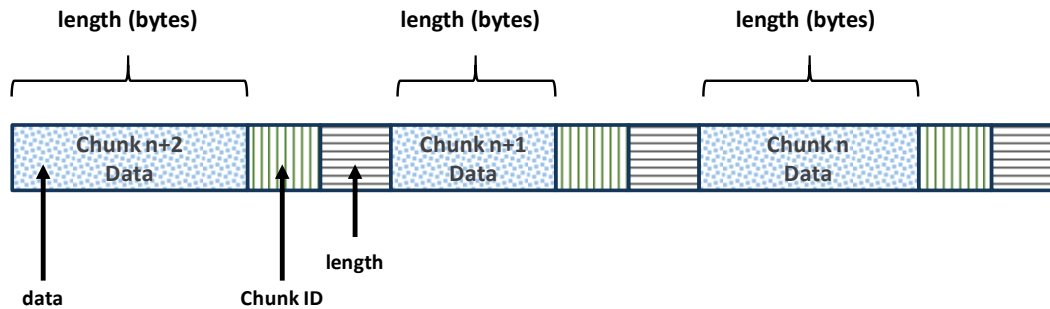 length (bytes)
length (bytes)
length (bytes)
Chunk n+2
Data
Chunk n+1
Data
Chunk n
Data
length
data
Chunk ID